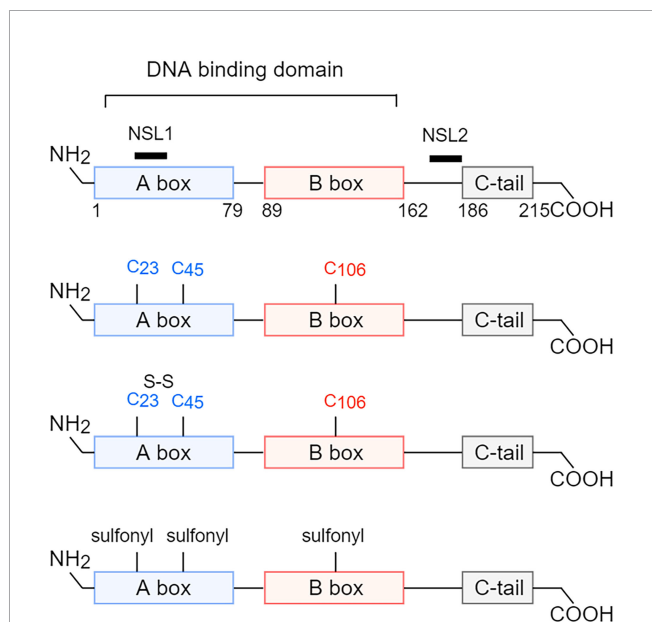 DNA binding domain
NSL1
NSL2
NH2
A box
B box
C-tail
1
79
89
162
186
215
COOH
C23
C45
C106
NH2
A box
B box
C-tail
COOH
S-S
C23
C45
C106
NH2
A box
B box
C-tail
COOH
sulfonyl
sulfonyl
sulfonyl
NH2
A box
B box
C-tail
COOH